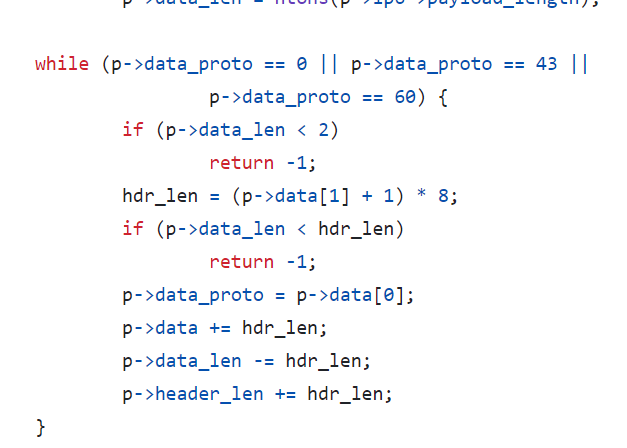 while (p->data_proto == 0 || p->data_proto == 43 ||
p->data_proto == 60) {
if (p->data_len < 2)
return -1;
hdr_len = (p->data[1] + 1) * 8;
if (p->data_len < hdr_len)
return -1;
p->data_proto = p->data[0];
p->data += hdr_len;
p->data_len -= hdr_len;
p->header_len += hdr_len;
}